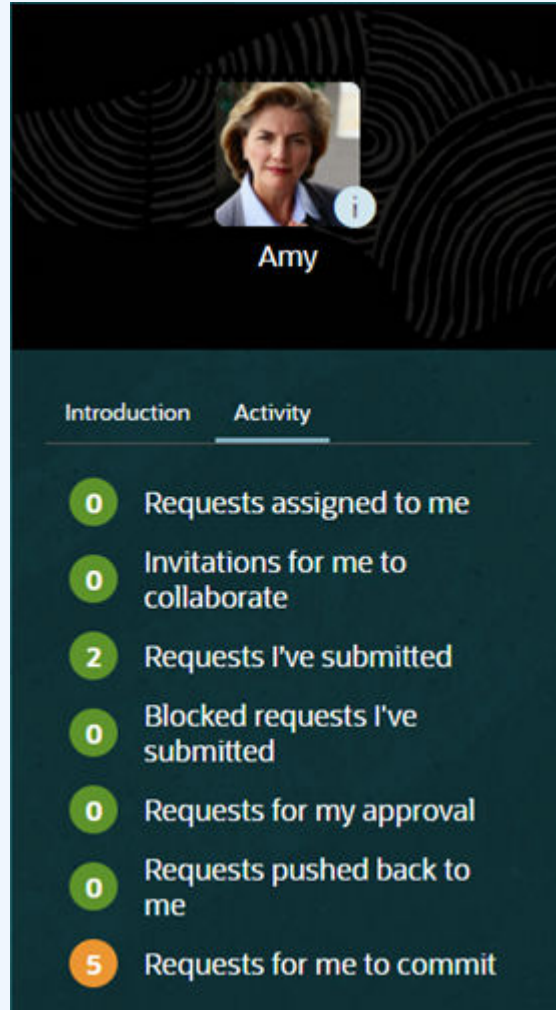 i
Amy
Introduction Activity
0 Requests assigned to me
0 Invitations for me to
collaborate
2 Requests I've submitted
0 Blocked requests I've
submitted
0 Requests for my approval
0 Requests pushed back to
me
5 Requests for me to commit